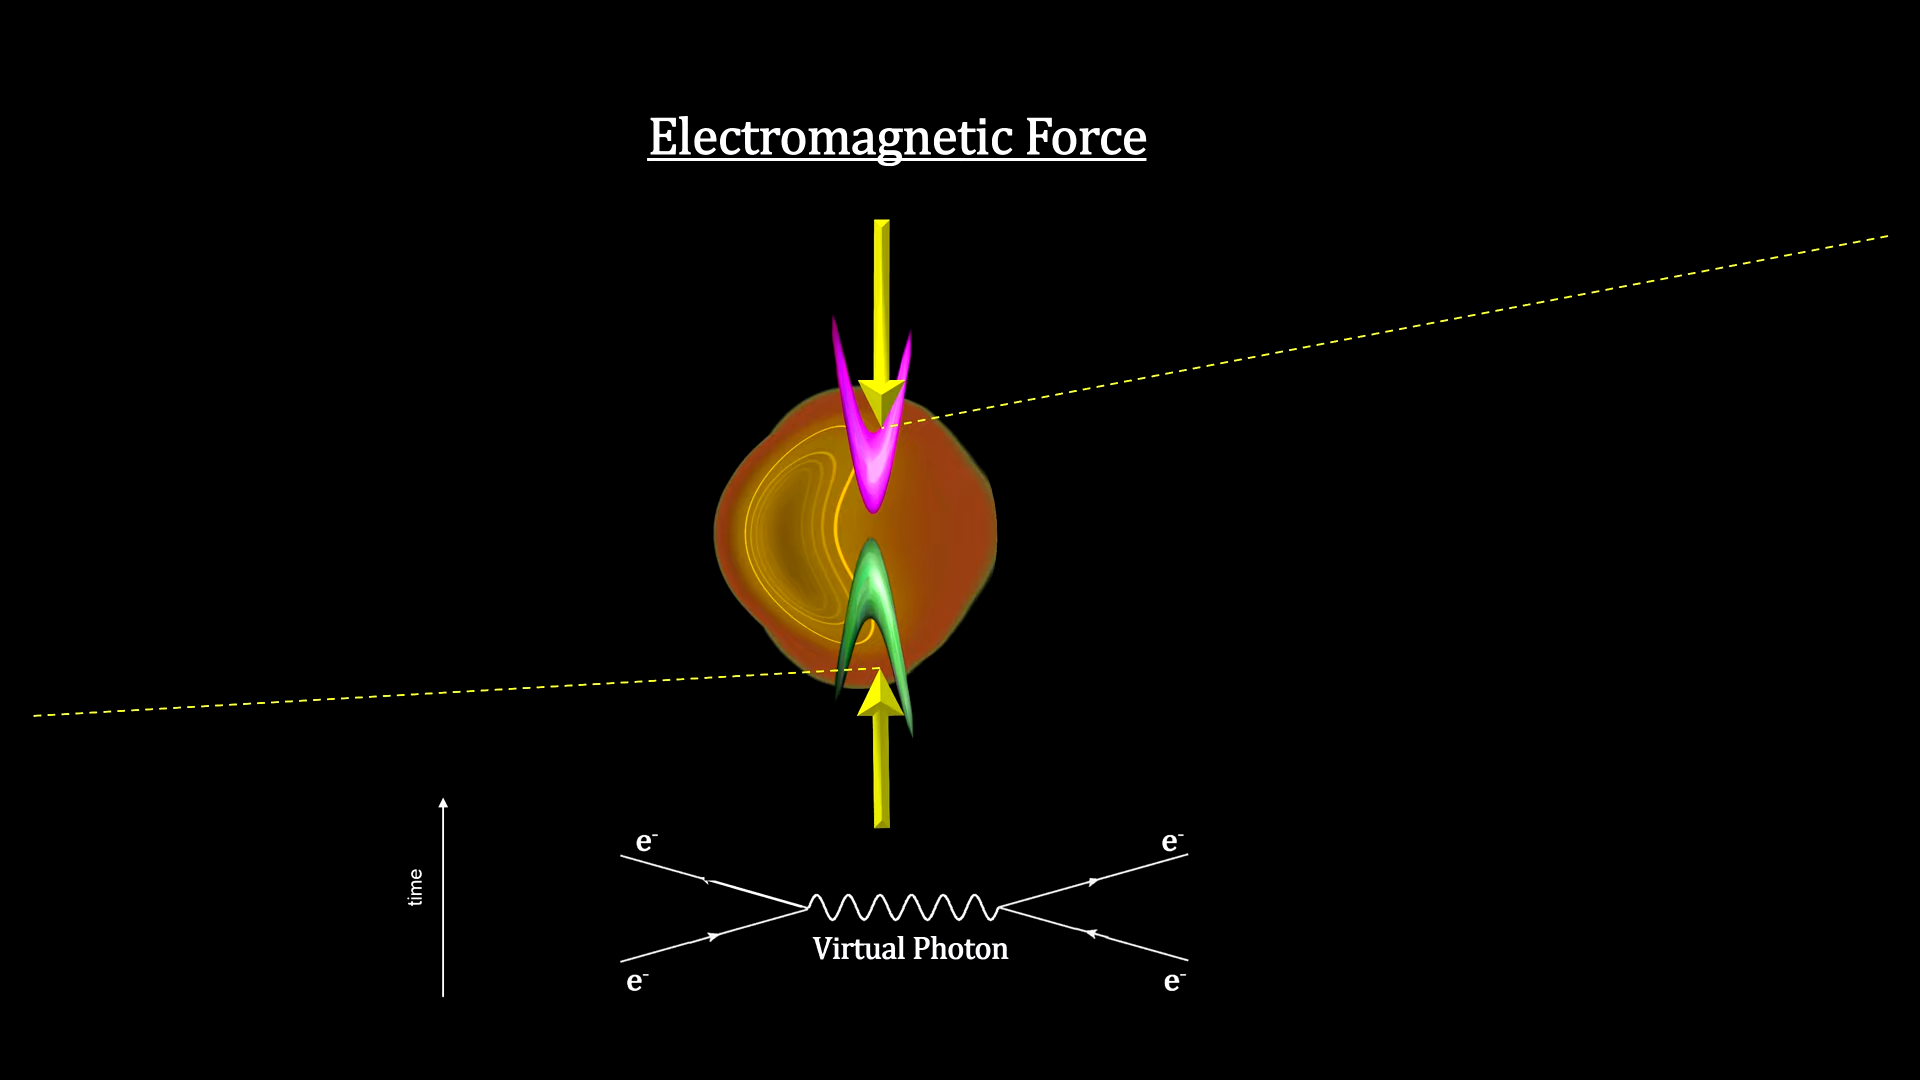 Electromagnetic Force
time
e⁻ e⁻
Virtual Photon
e⁻ e⁻